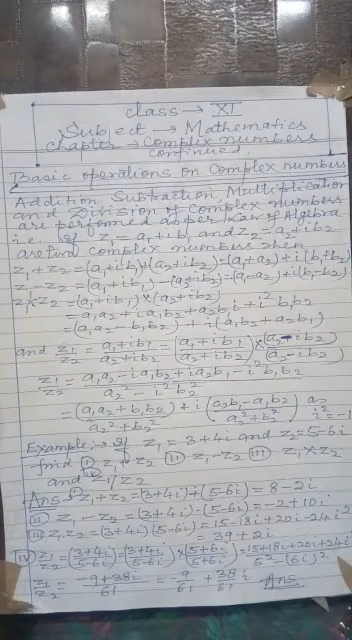 class → XI
Subject → Mathematics
chapter → Complex numbers
continued.
Basic operations on Complex numbers
Addition, Subtraction, Multiplication
and Division of Complex numbers
are performed as per Law of Algebra
i.e. if z₁ = a₁+ib₁ and z₂ = a₂+ib₂
are two complex numbers then
z₁+z₂ = (a₁+ib₁)+(a₂+ib₂) = (a₁+a₂)+i(b₁+b₂)
z₁-z₂ = (a₁+ib₁)-(a₂+ib₂) = (a₁-a₂)+i(b₁-b₂)
z₁×z₂ = (a₁+ib₁)×(a₂+ib₂)
= a₁a₂+ia₁b₂+a₂b₁i+i²b₁b₂
= (a₁a₂-b₁b₂)+i(a₁b₂+a₂b₁)
and z₁/z₂ = (a₁+ib₁)/(a₂+ib₂) = (a₁+ib₁)/(a₂+ib₂) × (a₂-ib₂)/(a₂-ib₂)
z₁/z₂ = (a₁a₂-ia₁b₂+ia₂b₁-i²b₁b₂)/(a₂²-i²b₂²)
= (a₁a₂+b₁b₂)/(a₂²+b₂²) + i(a₂b₁-a₁b₂)/(a₂²+b₂²) as i²=-1
Example:→ If z₁ = 3+4i and z₂ = 5-6i
find (i) z₁+z₂ (ii) z₁-z₂ (iii) z₁×z₂
and (iv) z₁/z₂
Ans (i) z₁+z₂ = (3+4i)+(5-6i) = 8-2i
(ii) z₁-z₂ = (3+4i)-(5-6i) = -2+10i
(iii) z₁z₂ = (3+4i)(5-6i) = 15-18i+20i-24i²
= 39+2i
(iv) z₁/z₂ = (3+4i)/(5-6i) = (3+4i)/(5-6i) × (5+6i)/(5+6i) = (15+18i+20i+24i²)/(5²-(6i)²)
z₁/z₂ = (-9+38i)/61 = -9/61 + 38/61 i Ans